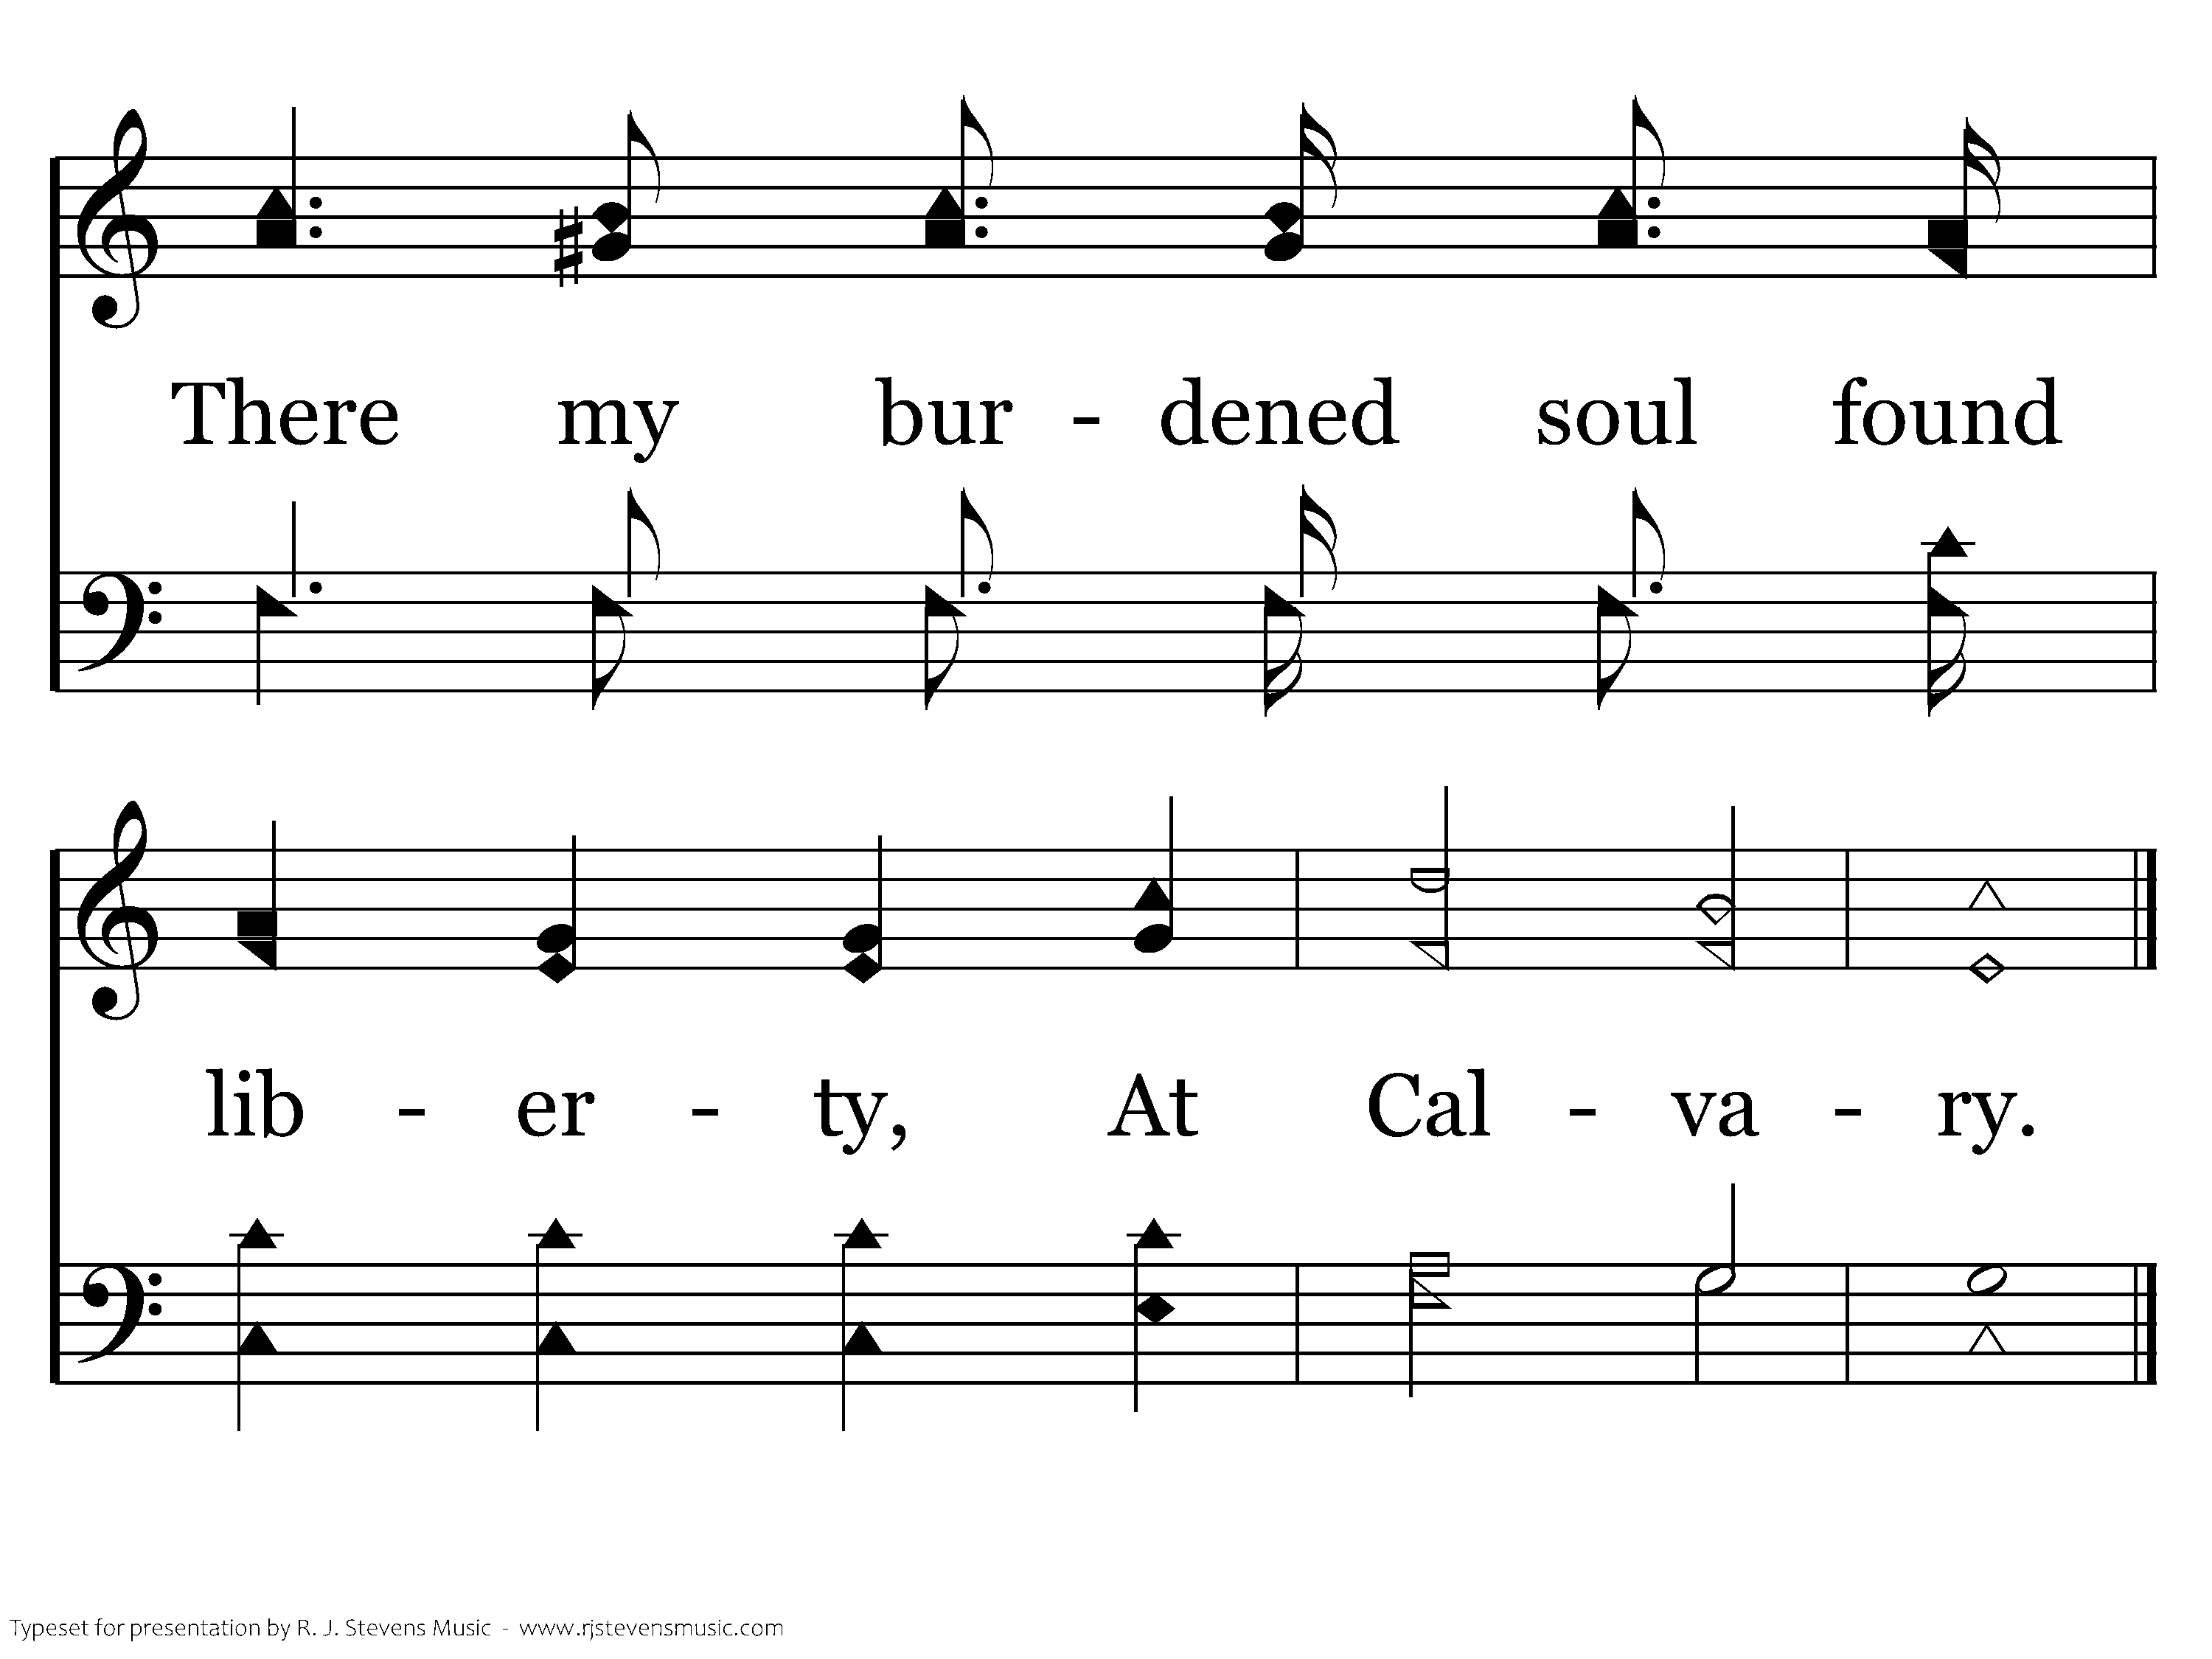 There my bur - dened soul found
lib - er - ty, At Cal - va - ry.
Typeset for presentation by R. J. Stevens Music - www.rjstevensmusic.com